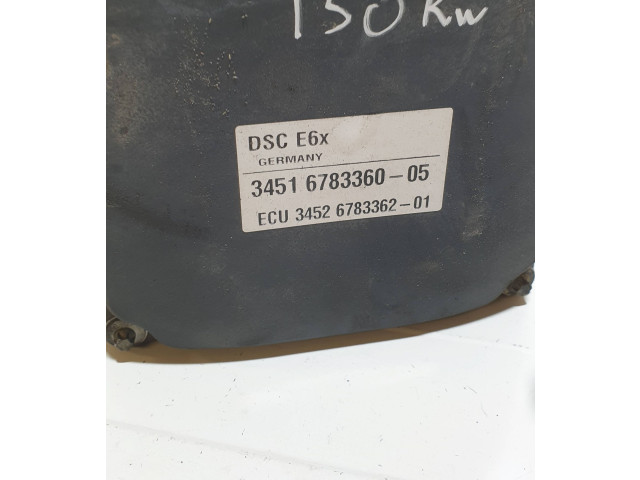 150 Kw
DSC E6x
GERMANY
3451 6783360-05
ECU 3452 6783362-01